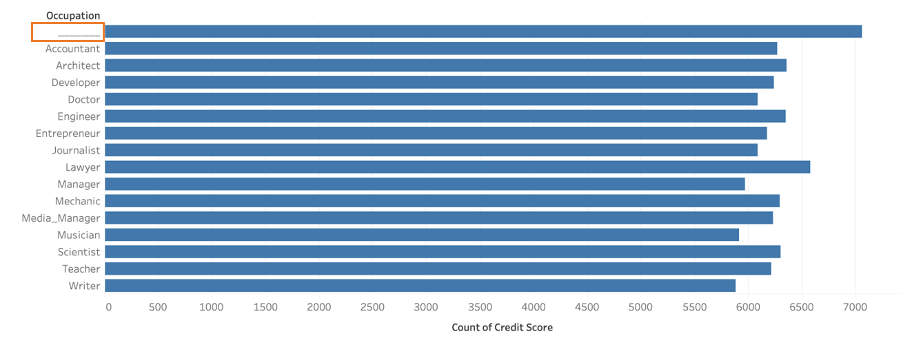 Occupation
_______
Accountant
Architect
Developer
Doctor
Engineer
Entrepreneur
Journalist
Lawyer
Manager
Mechanic
Media_Manager
Musician
Scientist
Teacher
Writer
0 500 1000 1500 2000 2500 3000 3500 4000 4500 5000 5500 6000 6500 7000
Count of Credit Score